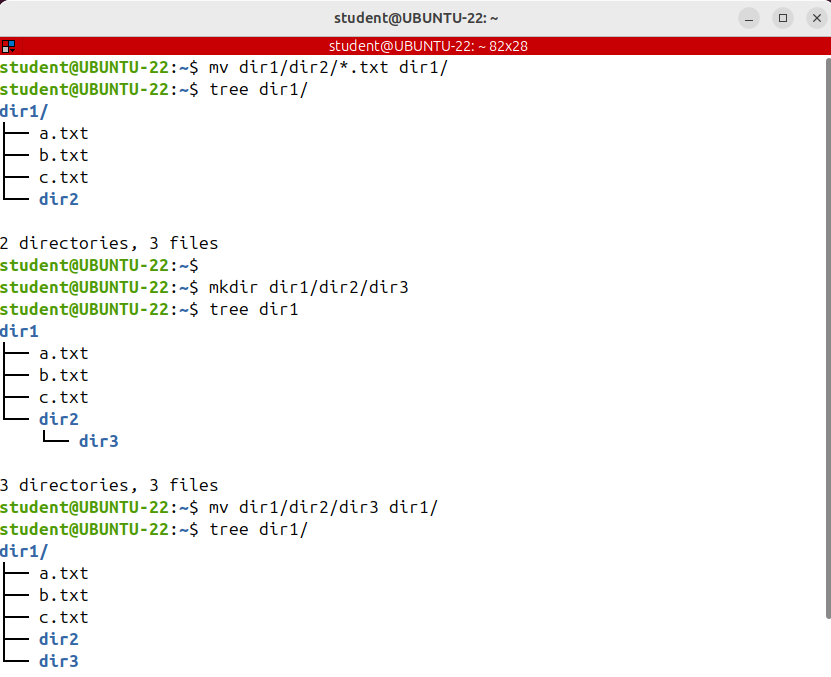 student@UBUNTU-22: ~
student@UBUNTU-22: ~ 82x28
student@UBUNTU-22:~$ mv dir1/dir2/*.txt dir1/
student@UBUNTU-22:~$ tree dir1/
dir1/
├── a.txt
├── b.txt
├── c.txt
└── dir2
2 directories, 3 files
student@UBUNTU-22:~$
student@UBUNTU-22:~$ mkdir dir1/dir2/dir3
student@UBUNTU-22:~$ tree dir1
dir1
├── a.txt
├── b.txt
├── c.txt
└── dir2
    └── dir3
3 directories, 3 files
student@UBUNTU-22:~$ mv dir1/dir2/dir3 dir1/
student@UBUNTU-22:~$ tree dir1/
dir1/
├── a.txt
├── b.txt
├── c.txt
├── dir2
└── dir3